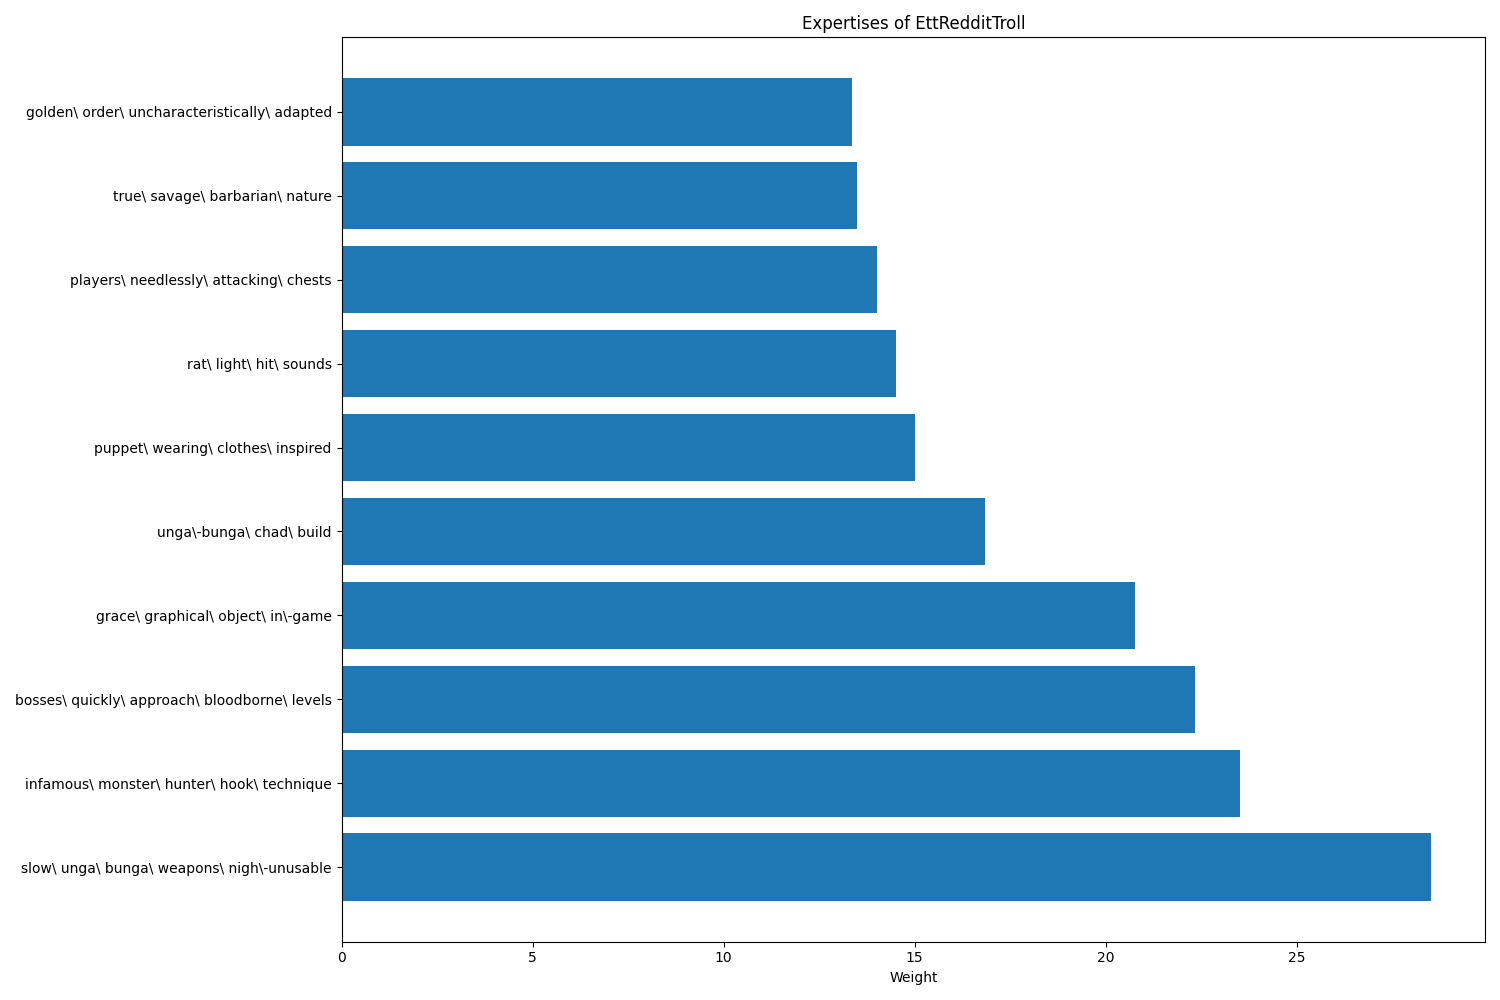 Expertises of EttRedditTroll
golden\ order\ uncharacteristically\ adapted
true\ savage\ barbarian\ nature
players\ needlessly\ attacking\ chests
rat\ light\ hit\ sounds
puppet\ wearing\ clothes\ inspired
unga\-bunga\ chad\ build
grace\ graphical\ object\ in\-game
bosses\ quickly\ approach\ bloodborne\ levels
infamous\ monster\ hunter\ hook\ technique
slow\ unga\ bunga\ weapons\ nigh\-unusable
0 5 10 15 20 25
Weight